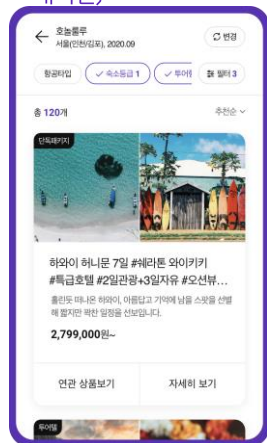 호놀룰루
서울(인천/김포), 2020.09
변경
항공타입
숙소등급 1
투어
필터 3
총 120개
추천순
단독패키지
하와이 허니문 7일 #쉐라톤 와이키키
#특급호텔 #2일관광+3일자유 #오션뷰...
홀린듯 떠나온 하와이, 아름답고 기억에 남을 스팟을 선별
해 짧지만 꽉찬 일정을 선보입니다.
2,799,000원~
연관 상품보기
자세히 보기
투어텔